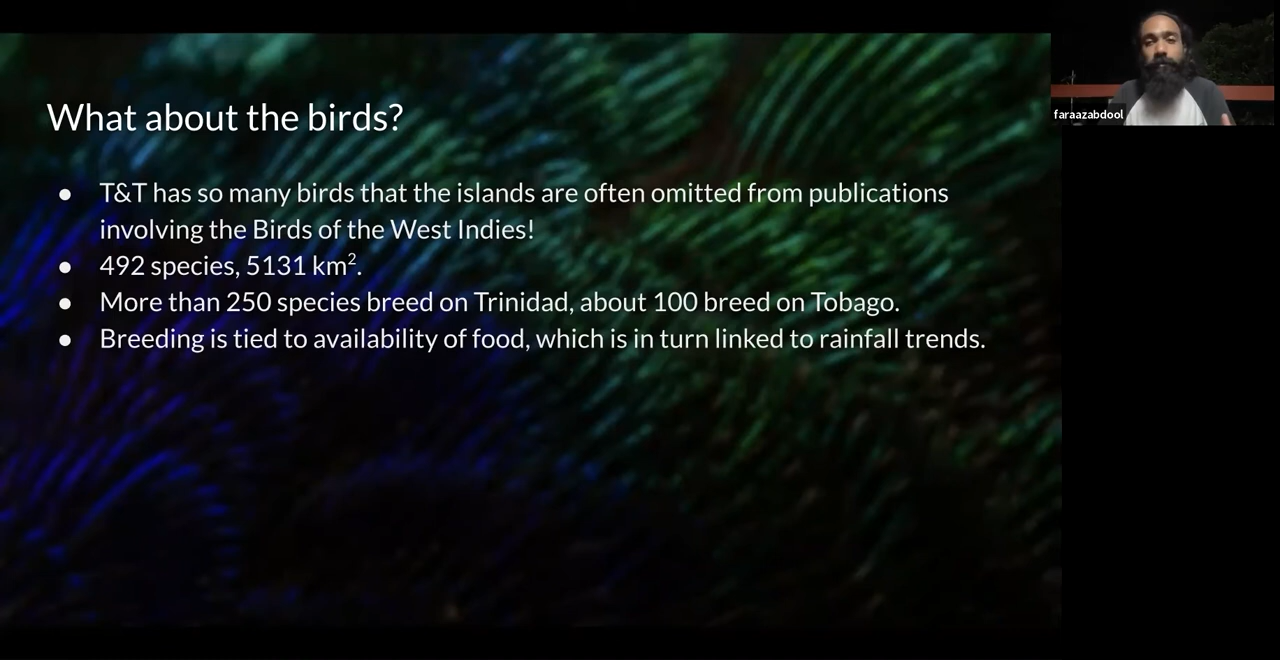 What about the birds?
● T&T has so many birds that the islands are often omitted from publications
involving the Birds of the West Indies!
● 492 species, 5131 km².
● More than 250 species breed on Trinidad, about 100 breed on Tobago.
● Breeding is tied to availability of food, which is in turn linked to rainfall trends.
faraazabdool